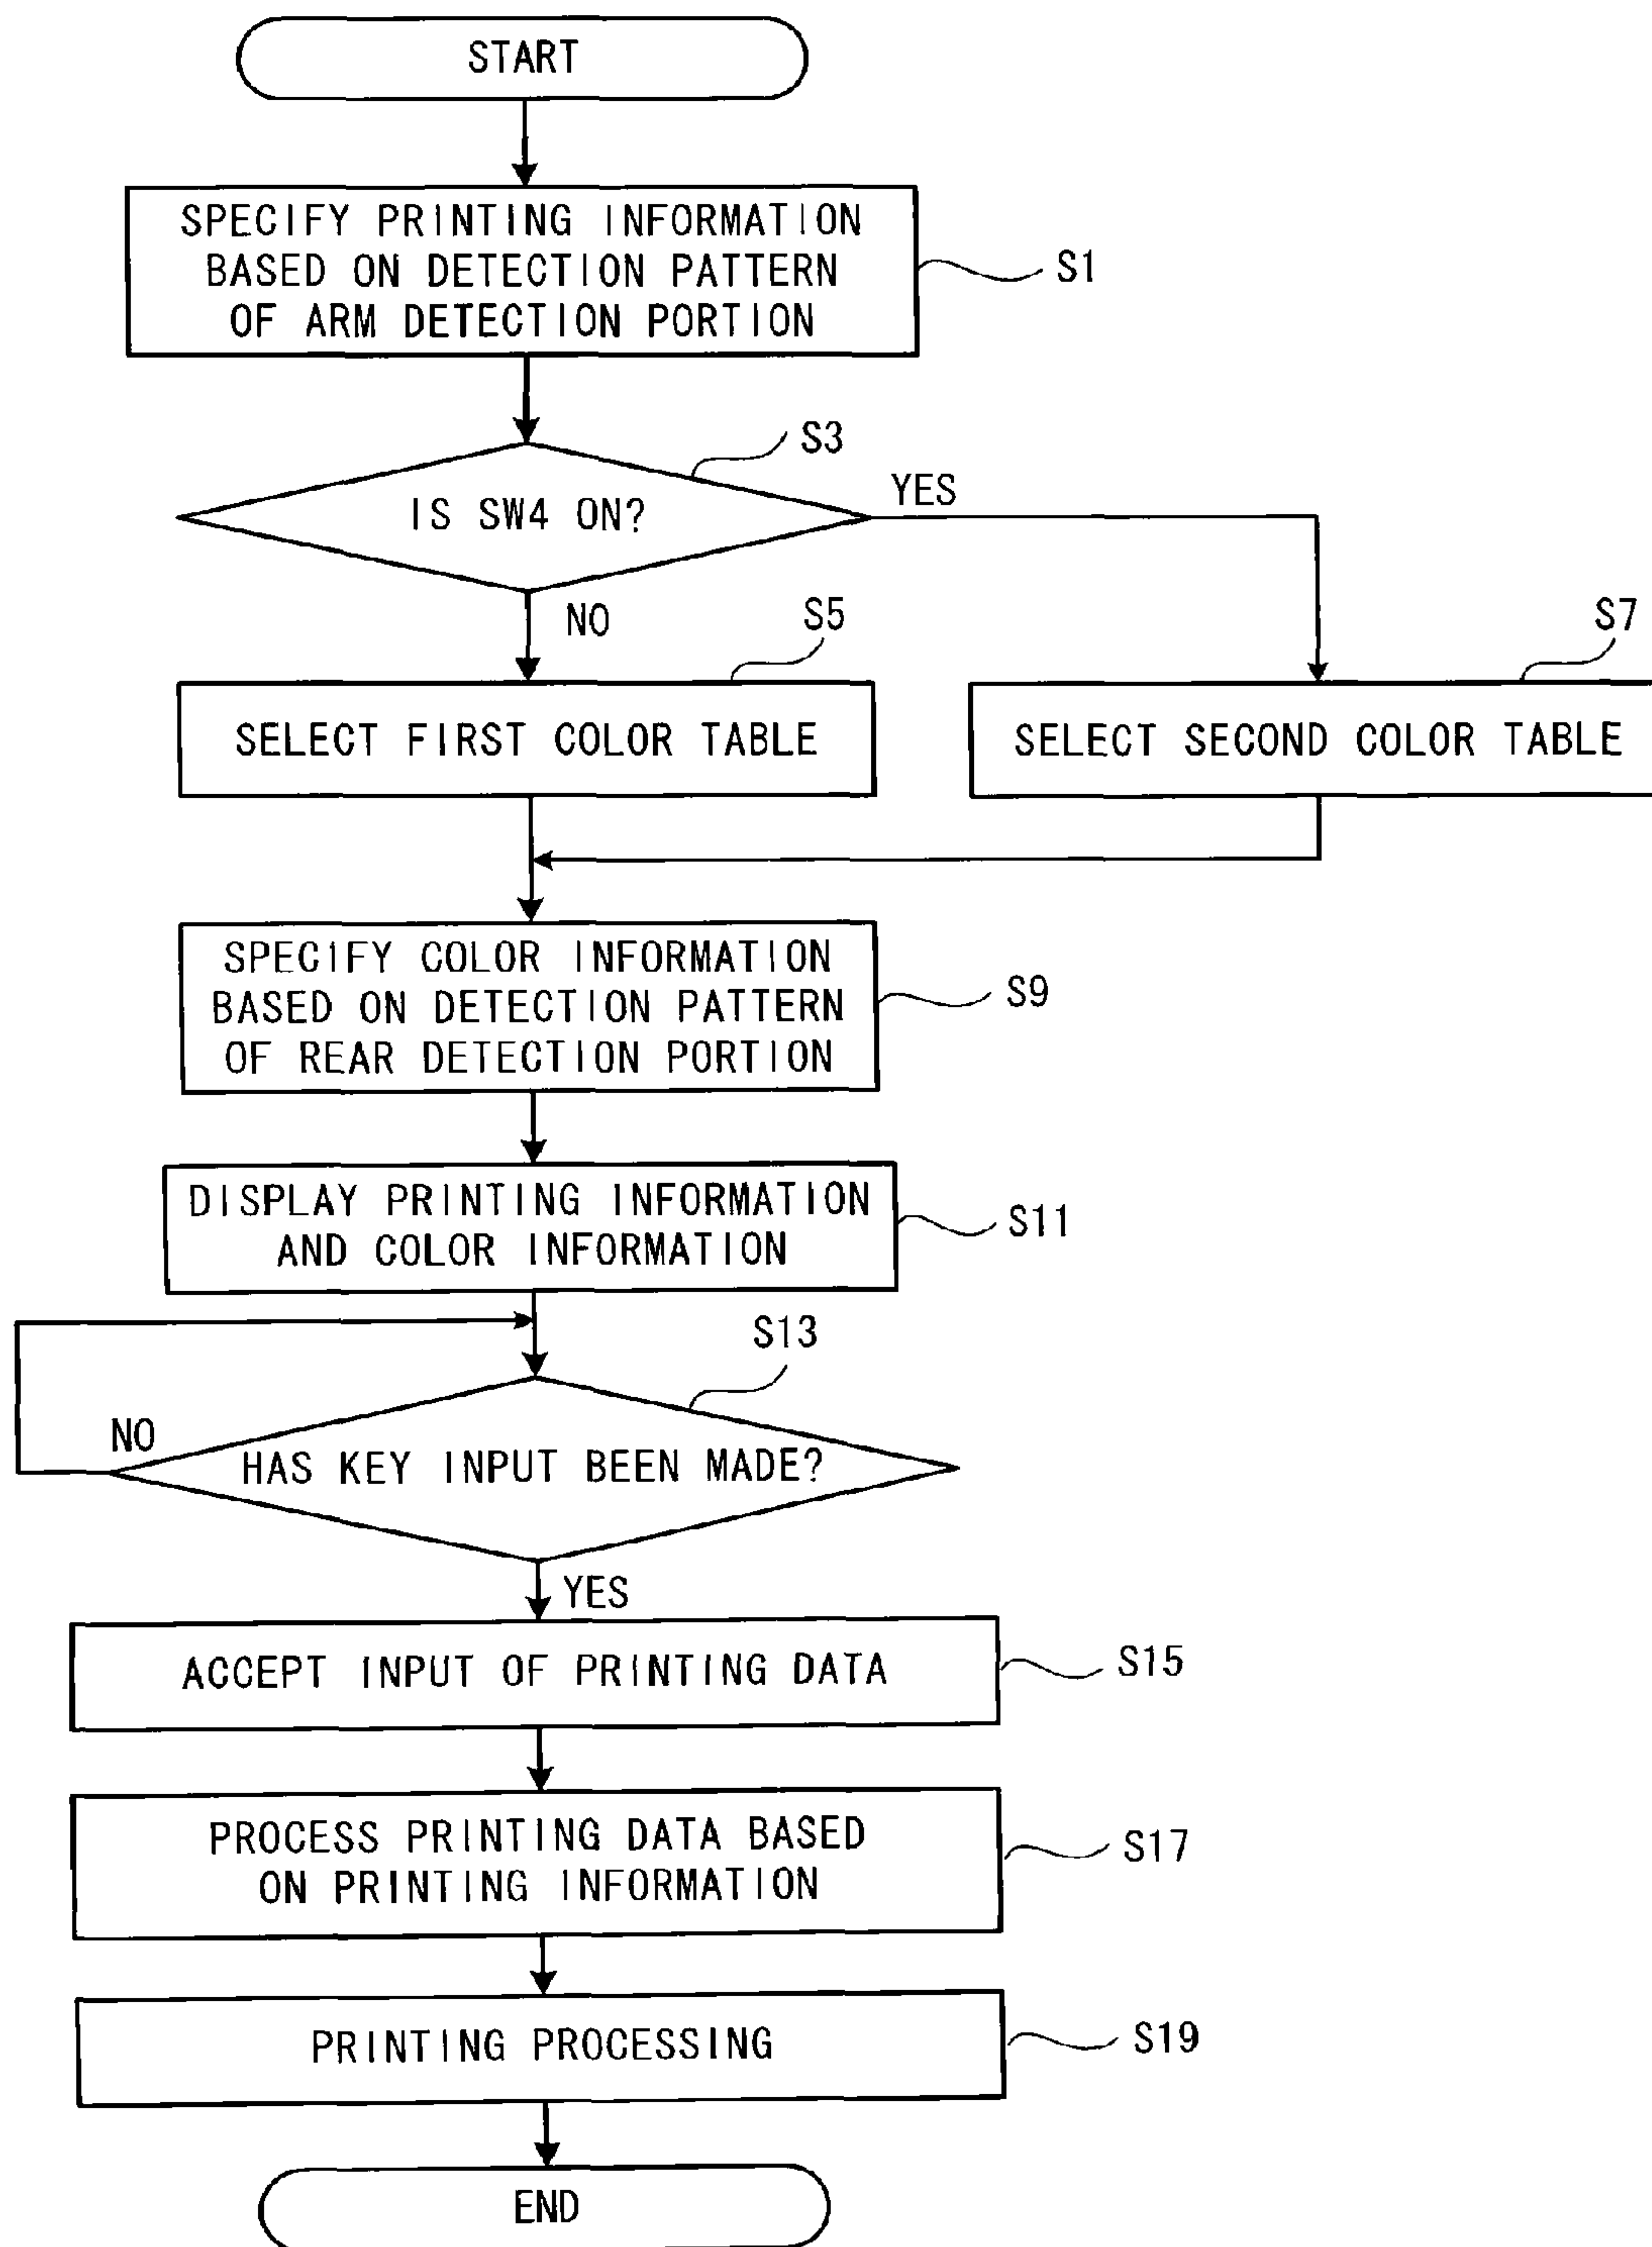 START
SPECIFY PRINTING INFORMATION
BASED ON DETECTION PATTERN
OF ARM DETECTION PORTION
S1
S3
IS SW4 ON?
YES
NO
S5
S7
SELECT FIRST COLOR TABLE
SELECT SECOND COLOR TABLE
SPECIFY COLOR INFORMATION
BASED ON DETECTION PATTERN
OF REAR DETECTION PORTION
S9
DISPLAY PRINTING INFORMATION
AND COLOR INFORMATION
S11
S13
NO
HAS KEY INPUT BEEN MADE?
YES
ACCEPT INPUT OF PRINTING DATA
S15
PROCESS PRINTING DATA BASED
ON PRINTING INFORMATION
S17
PRINTING PROCESSING
S19
END